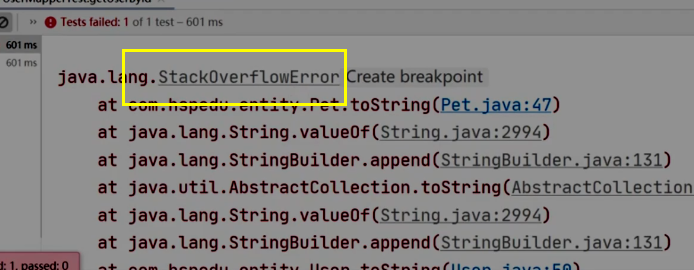 UserMapperTest.getUserById
Tests failed: 1 of 1 test – 601 ms
601 ms
601 ms
java.lang.StackOverflowError Create breakpoint
at com.hspedu.entity.Pet.toString(Pet.java:47)
at java.lang.String.valueOf(String.java:2994)
at java.lang.StringBuilder.append(StringBuilder.java:131)
at java.util.AbstractCollection.toString(AbstractCollection
at java.lang.String.valueOf(String.java:2994)
at java.lang.StringBuilder.append(StringBuilder.java:131)
at com.hspedu.entity.User.toString(User.java:50)
d: 1, passed: 0